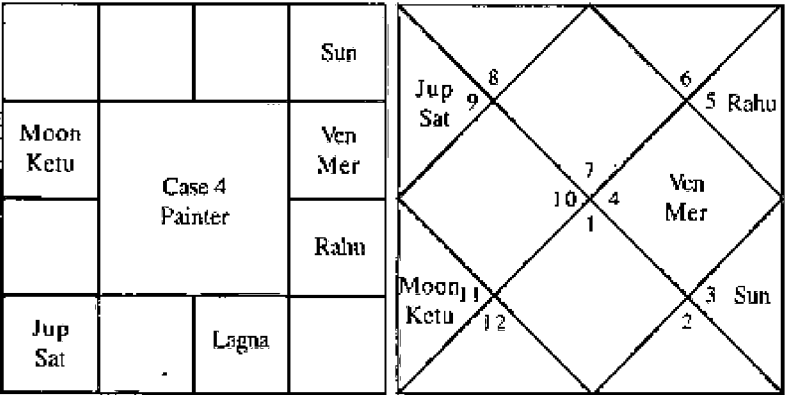 Sun
Moon
Ketu
Case 4
Painter
Ven
Mer
Rahu
Jup
Sat
Lagna
Jup
Sat
9
8
6
5
Rahu
7
10
4
1
Ven
Mer
Moon
Ketu
11
12
3
Sun
2